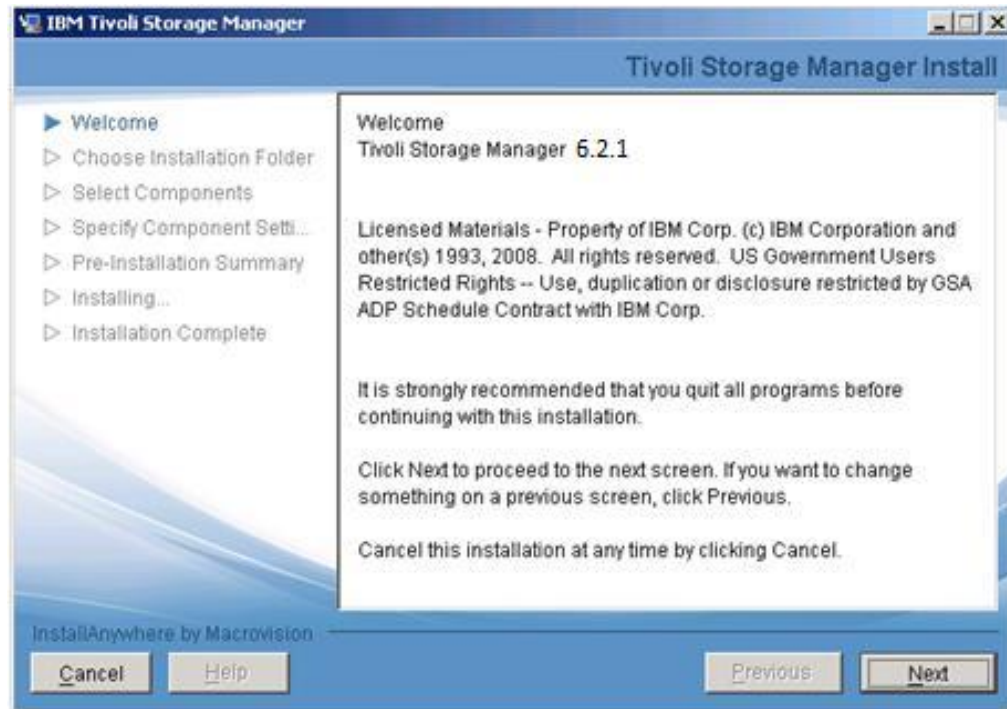 IBM Tivoli Storage Manager
Tivoli Storage Manager Install
Welcome
Choose Installation Folder
Select Components
Specify Component Setti...
Pre-Installation Summary
Installing...
Installation Complete
Welcome
Tivoli Storage Manager 6.2.1
Licensed Materials - Property of IBM Corp. (c) IBM Corporation and
other(s) 1993, 2008. All rights reserved. US Government Users
Restricted Rights -- Use, duplication or disclosure restricted by GSA
ADP Schedule Contract with IBM Corp.
It is strongly recommended that you quit all programs before
continuing with this installation.
Click Next to proceed to the next screen. If you want to change
something on a previous screen, click Previous.
Cancel this installation at any time by clicking Cancel.
InstallAnywhere by Macrovision
Cancel
Help
Previous
Next